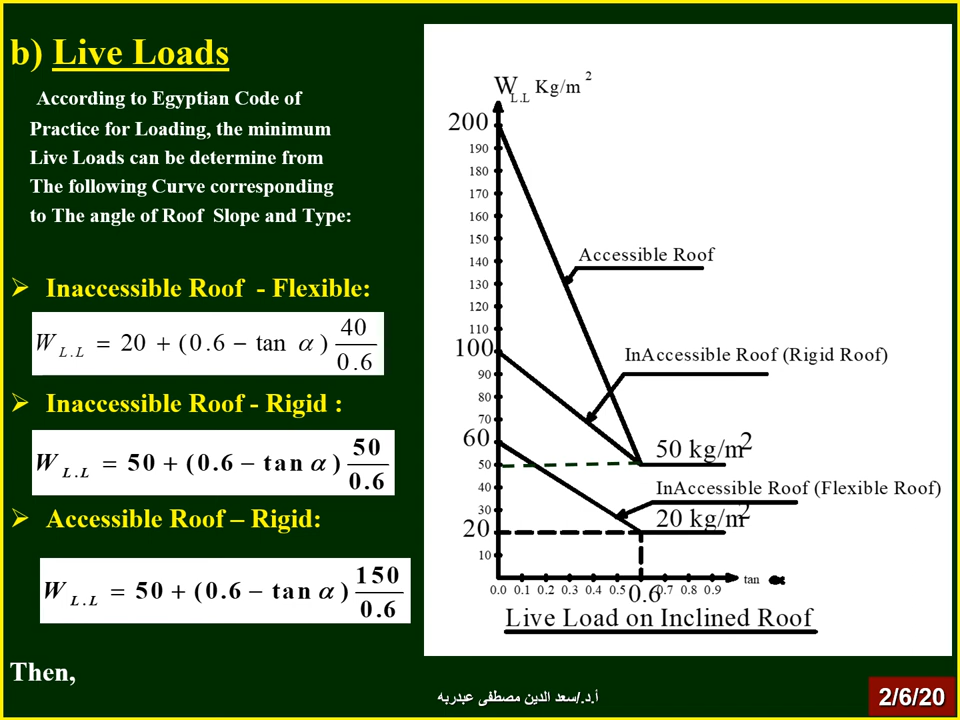 b) Live Loads
According to Egyptian Code of
Practice for Loading, the minimum
Live Loads can be determine from
The following Curve corresponding
to The angle of Roof Slope and Type:
➢ Inaccessible Roof - Flexible:
W L.L = 20 + (0.6 − tan α) 40/0.6
➢ Inaccessible Roof - Rigid :
W L.L = 50 + (0.6 − tan α) 50/0.6
➢ Accessible Roof – Rigid:
W L.L = 50 + (0.6 − tan α) 150/0.6
Then,
W L.L Kg/m²
200
190
180
170
160
150
140
130
120
110
100
90
80
70
60
50
40
30
20
10
Accessible Roof
InAccessible Roof (Rigid Roof)
50 kg/m²
InAccessible Roof (Flexible Roof)
20 kg/m²
0.0 0.1 0.2 0.3 0.4 0.5 0.6 0.7 0.8 0.9 tan α
Live Load on Inclined Roof
أ.د./سعد الدين مصطفى عبدربه
2/6/20